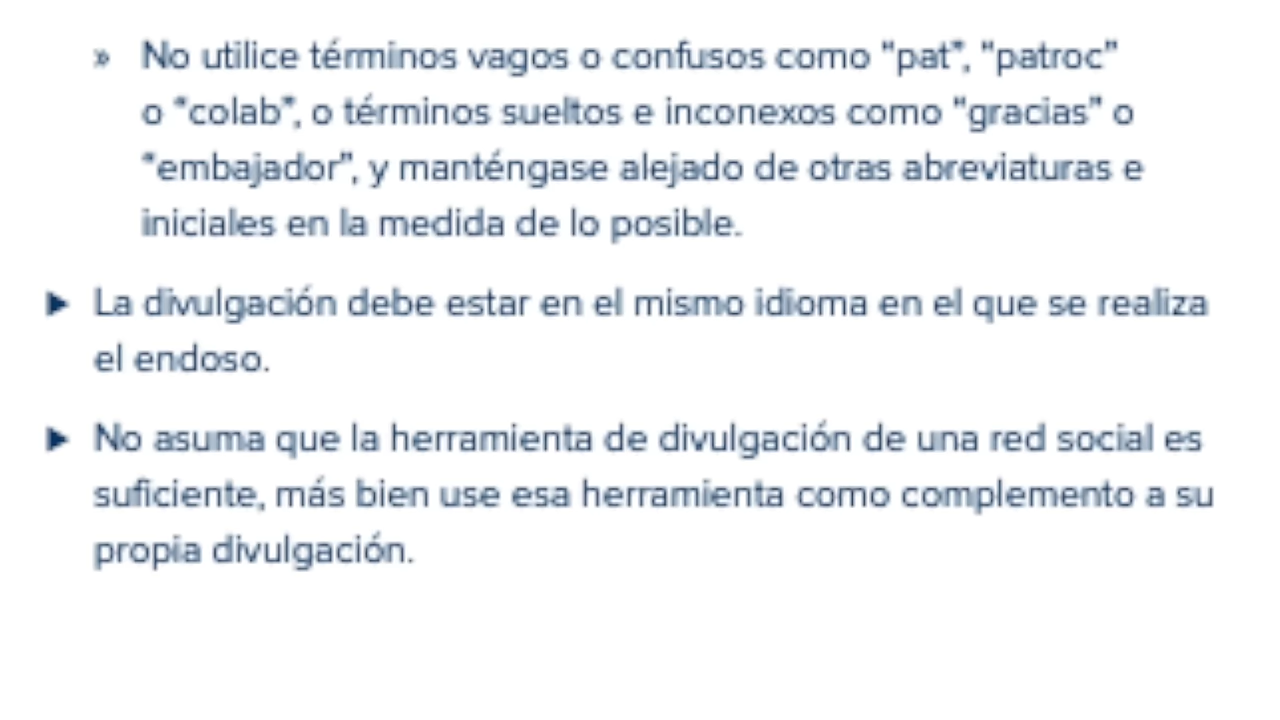 » No utilice términos vagos o confusos como "pat", "patroc"
o "colab", o términos sueltos e inconexos como "gracias" o
"embajador", y manténgase alejado de otras abreviaturas e
iniciales en la medida de lo posible.
► La divulgación debe estar en el mismo idioma en el que se realiza
el endoso.
► No asuma que la herramienta de divulgación de una red social es
suficiente, más bien use esa herramienta como complemento a su
propia divulgación.